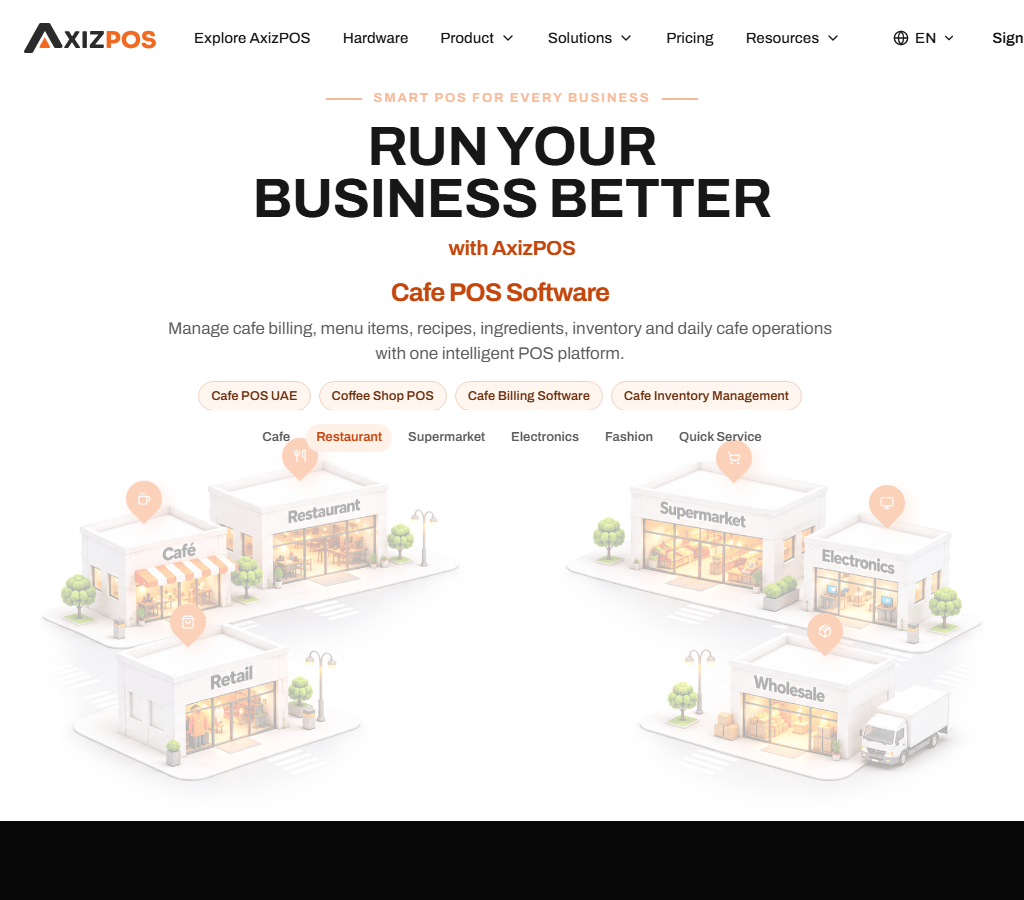 AXIZPOS
Explore AxizPOS
Hardware
Product
Solutions
Pricing
Resources
EN
Sign
SMART POS FOR EVERY BUSINESS
RUN YOUR
BUSINESS BETTER
with AxizPOS
Cafe POS Software
Manage cafe billing, menu items, recipes, ingredients, inventory and daily cafe operations
with one intelligent POS platform.
Cafe POS UAE
Coffee Shop POS
Cafe Billing Software
Cafe Inventory Management
Cafe
Restaurant
Supermarket
Electronics
Fashion
Quick Service
Restaurant
Café
Supermarket
Electronics
Retail
Wholesale